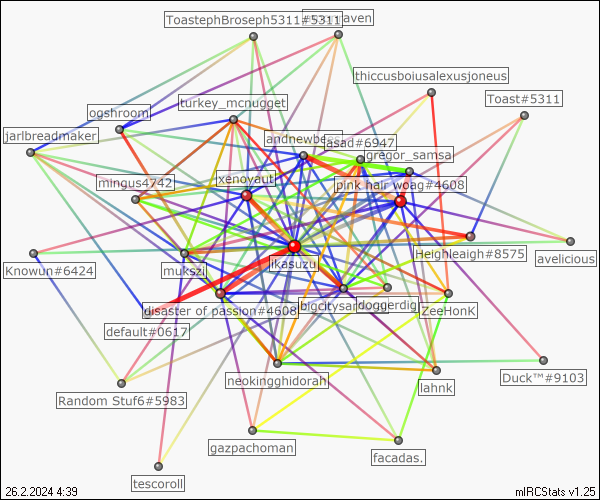 ToastephBroseph5311#5311
aven
thiccusboiusalexusjoneus
Toast#5311
turkey_mcnugget
ogshroom
jarlbreadmaker
andnewbe
asad#6947
gregor_samsa
xenovaut
mingus4742
pink hair woag#4608
Heighleaigh#8575
avelicious
Knowun#6424
mukszi
ikasuzu
disaster of passion#4608
bigcitysar
doggerdig
ZeeHonK
default#0617
neokingghidorah
lahnk
Duck™#9103
Random Stuf6#5983
gazpachoman
facadas.
tescoroll
26.2.2024 4:39
mIRCStats v1.25